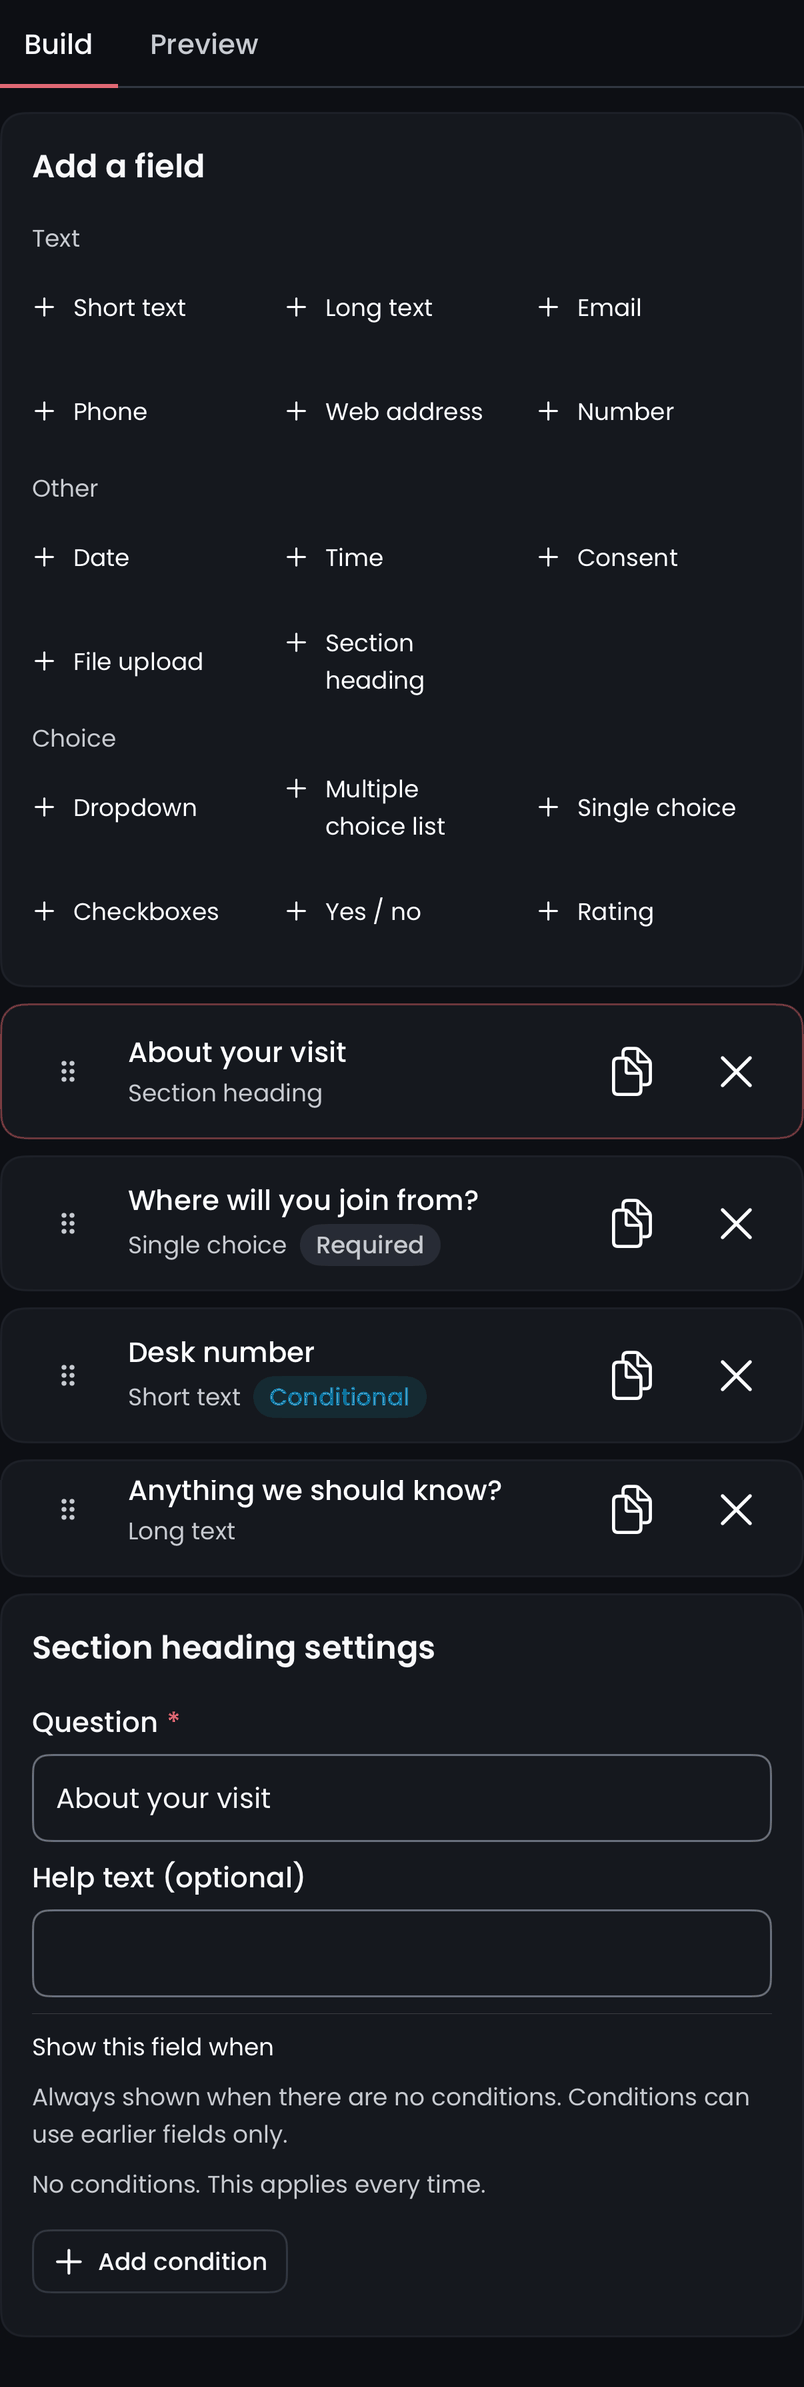 Build Preview
Add a field
Text
Short text Long text Email
Phone Web address Number
Other
Date Time Consent
File upload Section
heading
Choice
Dropdown Multiple
choice list Single choice
Checkboxes Yes / no Rating
About your visit
Section heading
Where will you join from?
Single choice Required
Desk number
Short text Conditional
Anything we should know?
Long text
Section heading settings
Question *
About your visit
Help text (optional)
Show this field when
Always shown when there are no conditions. Conditions can
use earlier fields only.
No conditions. This applies every time.
Add condition